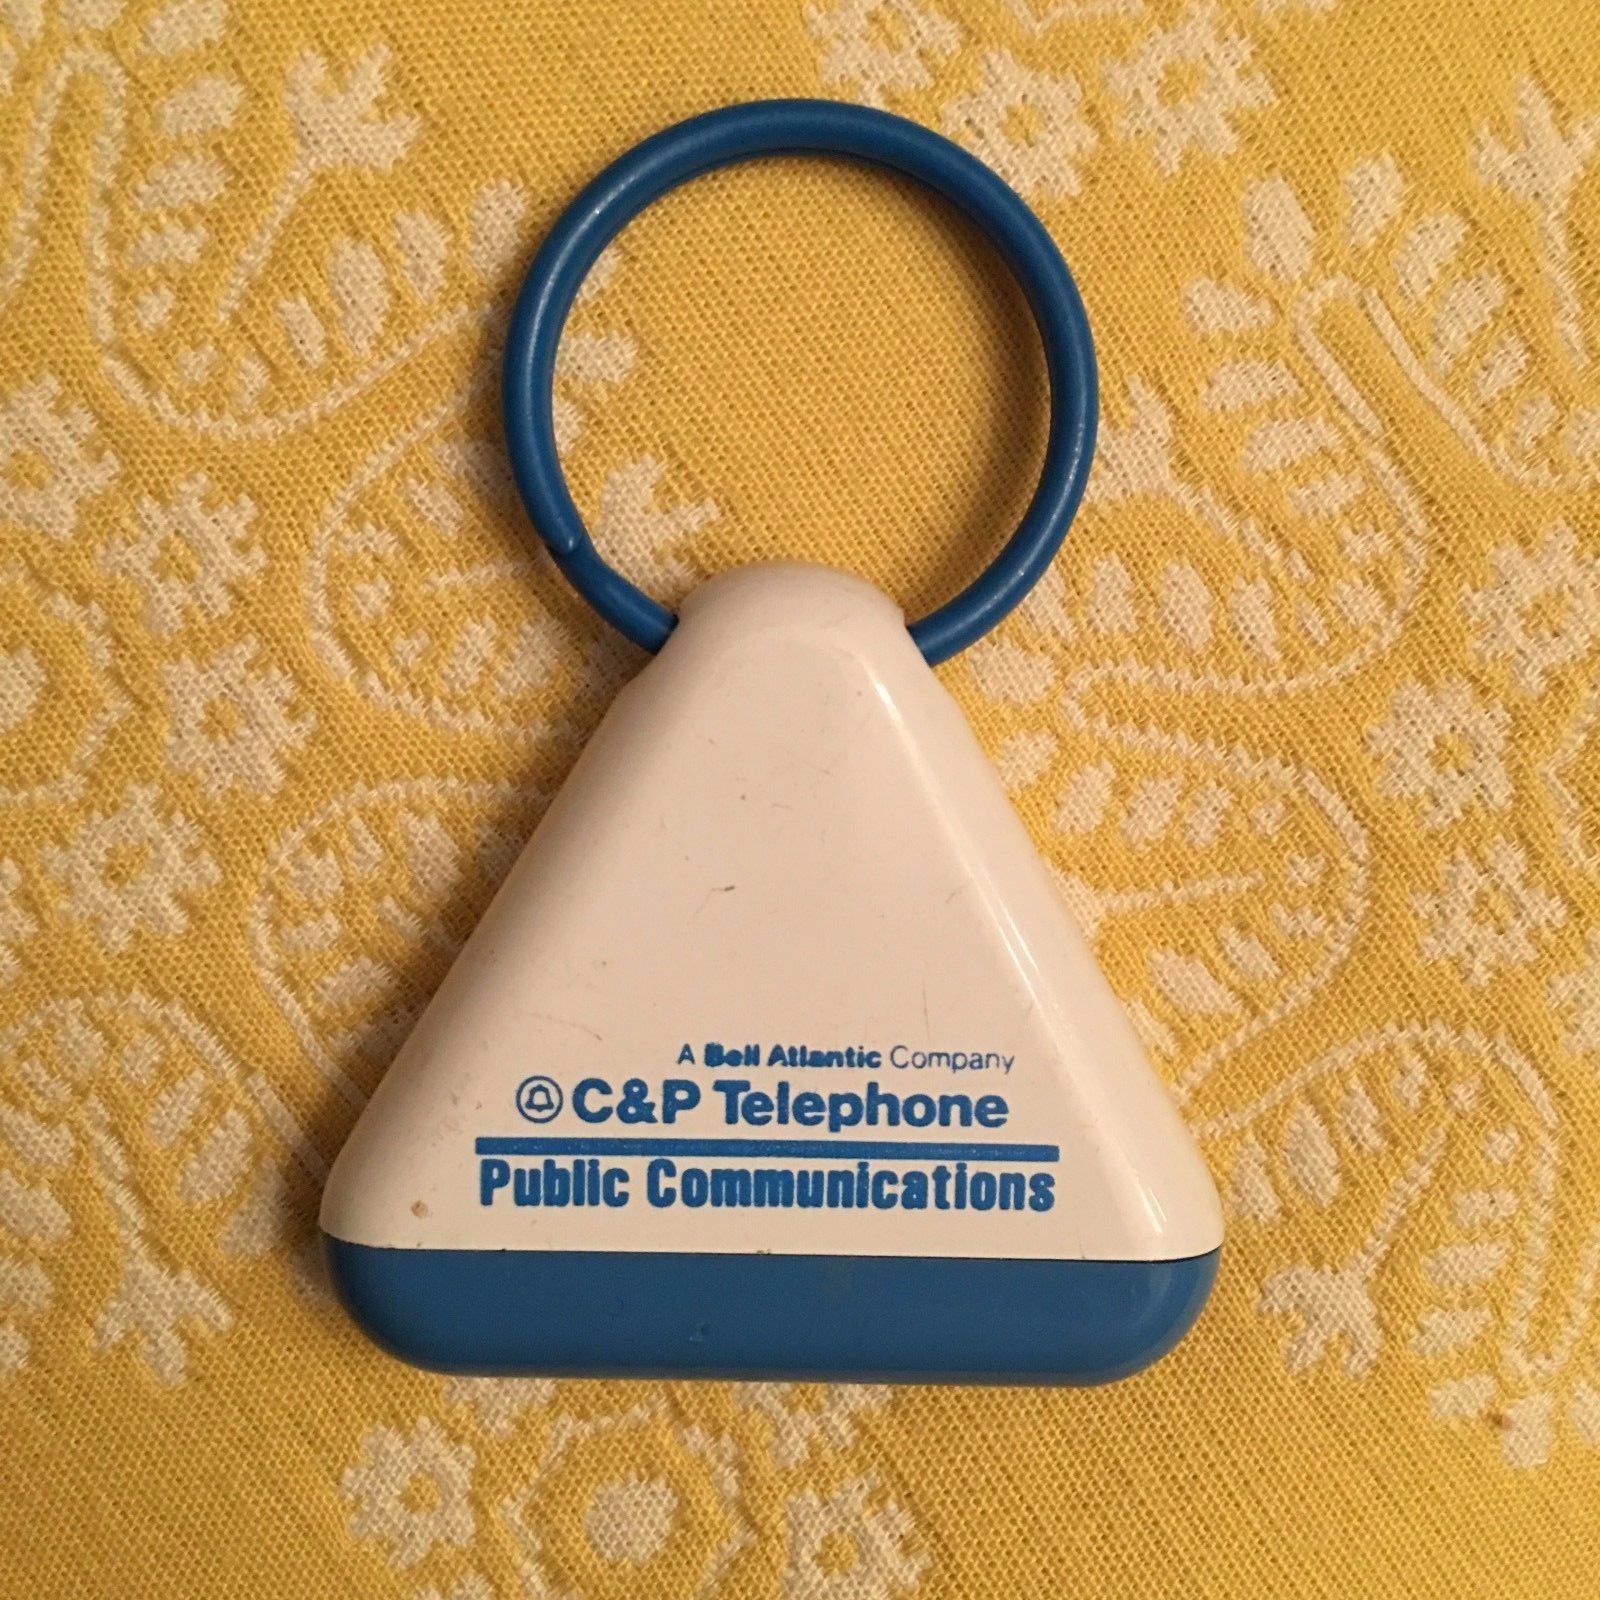 A Bell Atlantic Company
C&P Telephone
Public Communications